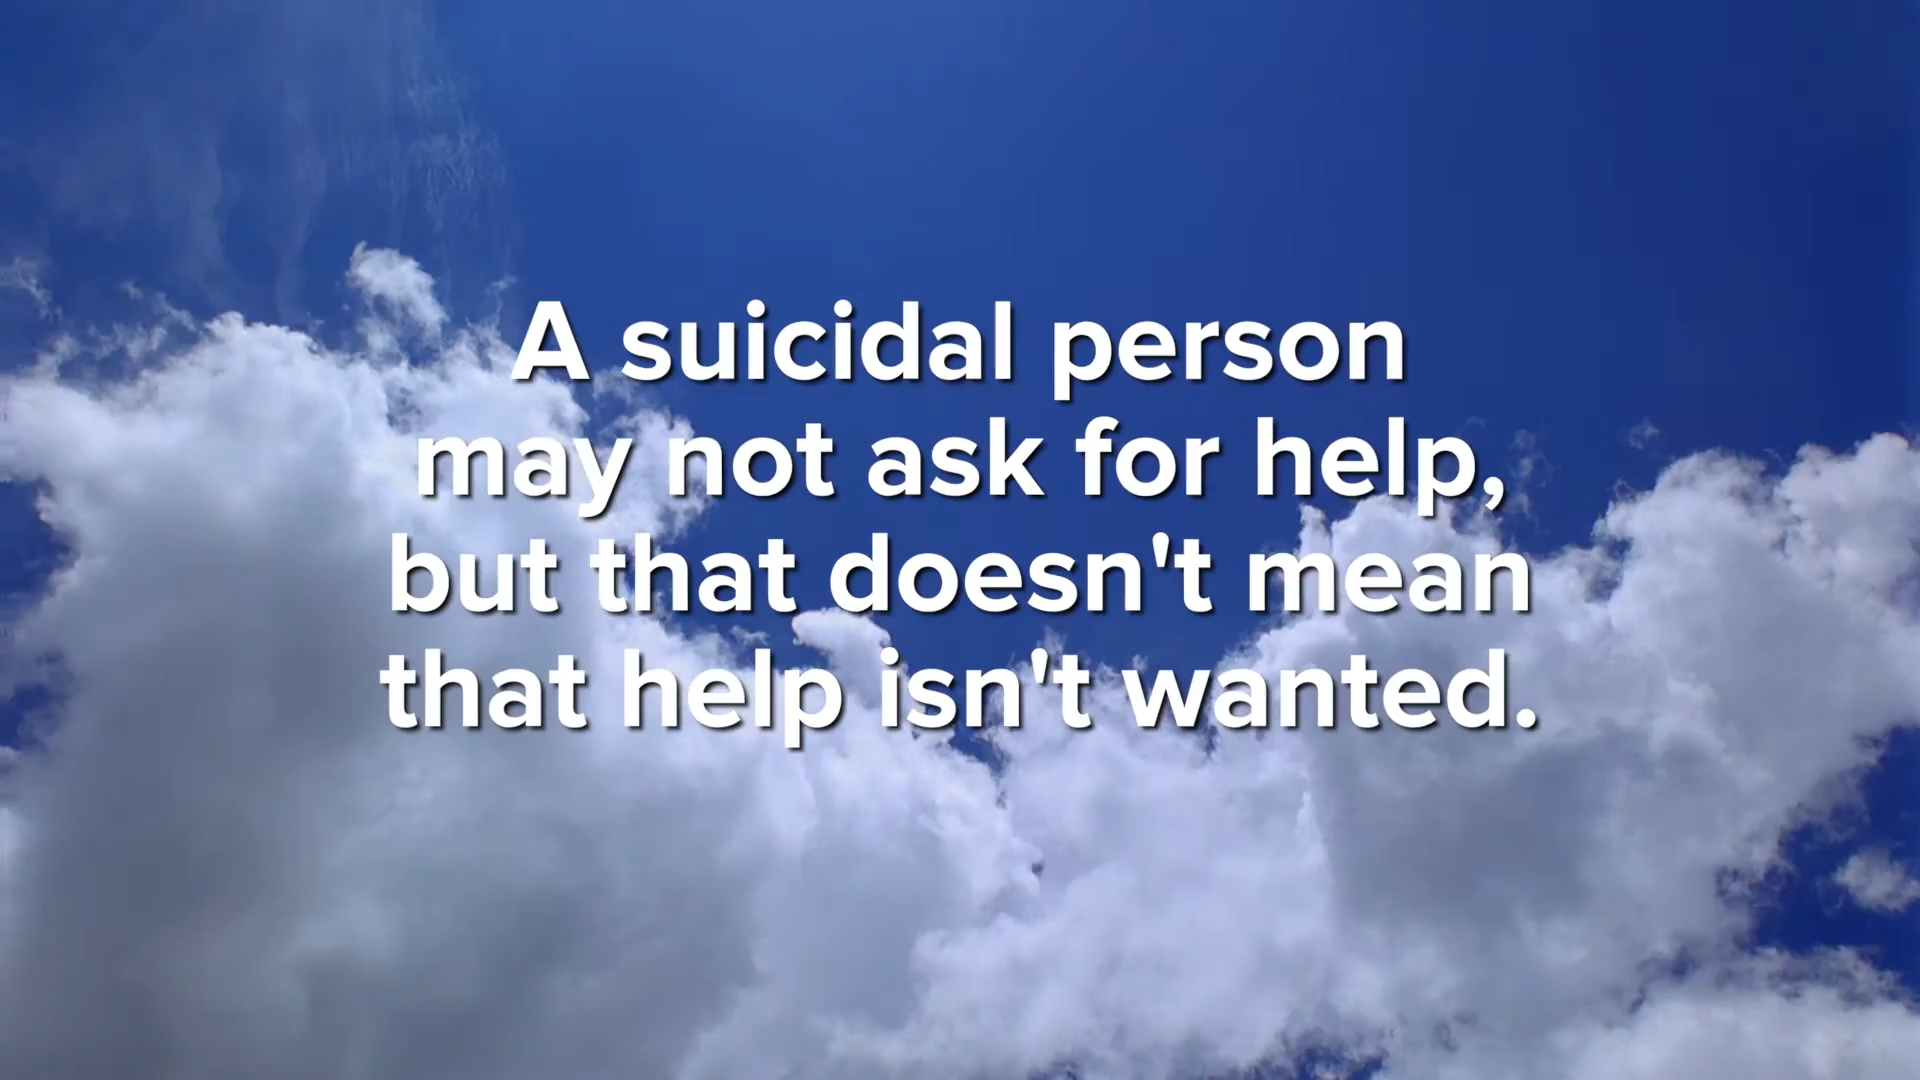 A suicidal person
may not ask for help,
but that doesn't mean
that help isn't wanted.